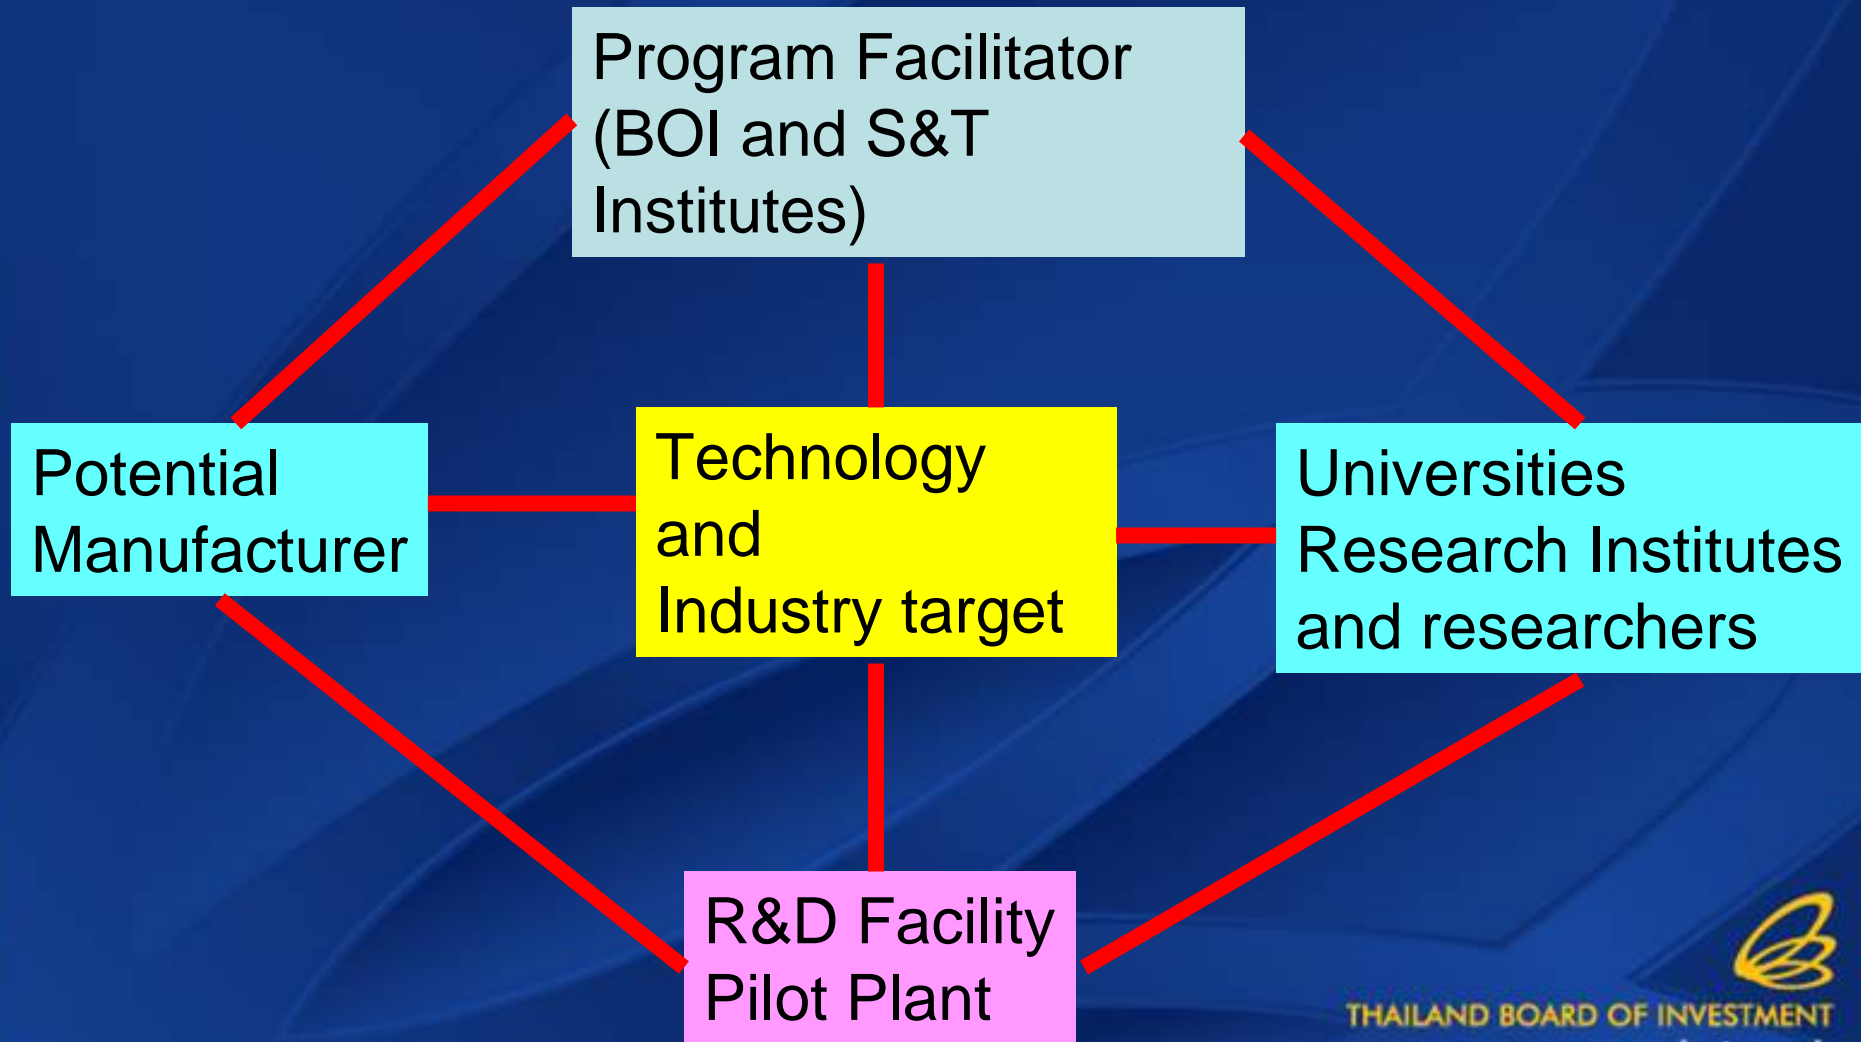 Program Facilitator
(BOI and S&T
Institutes)
Potential
Manufacturer
Technology
and
Industry target
Universities
Research Institutes
and researchers
R&D Facility
Pilot Plant
THAILAND BOARD OF INVESTMENT